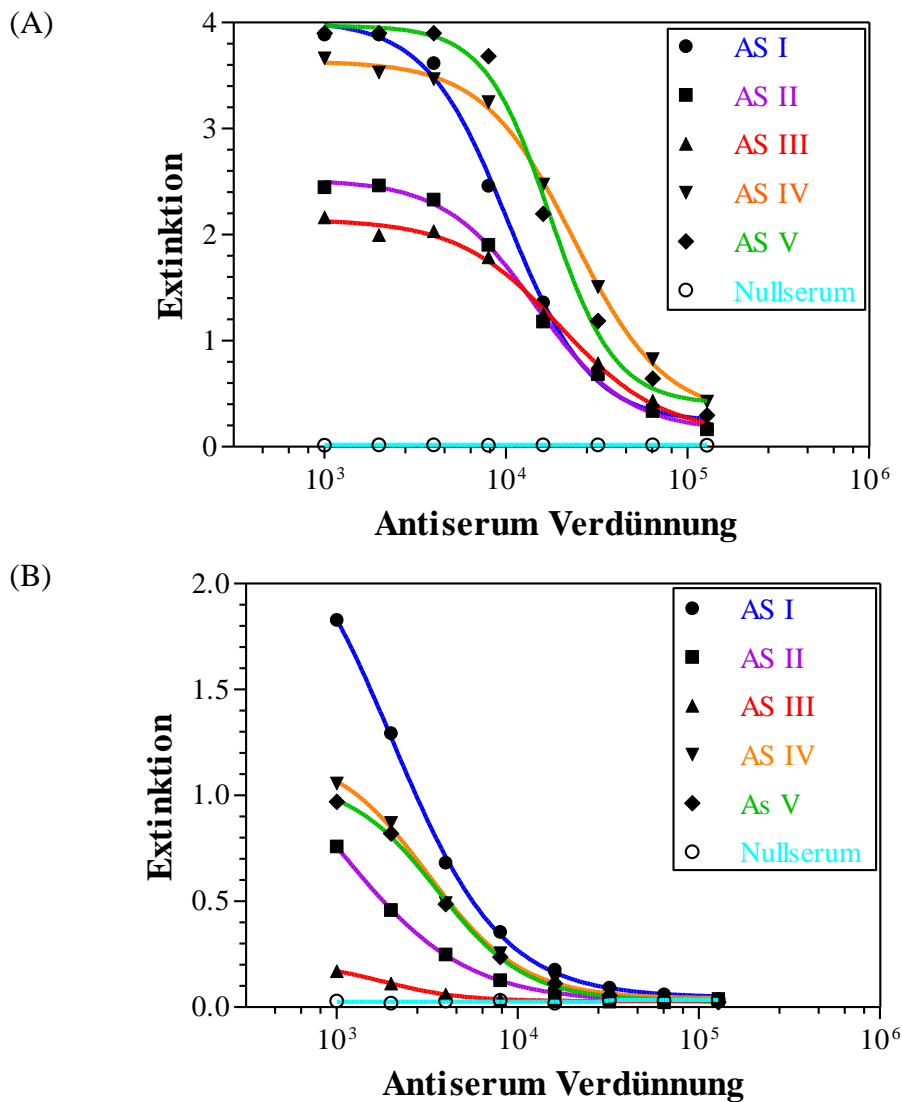 (A)
Extinktion
4
3
2
1
0
10³ 10⁴ 10⁵ 10⁶
Antiserum Verdünnung
AS I
AS II
AS III
AS IV
AS V
Nullserum
(B)
Extinktion
2.0
1.5
1.0
0.5
0.0
10³ 10⁴ 10⁵ 10⁶
Antiserum Verdünnung
AS I
AS II
AS III
AS IV
As V
Nullserum